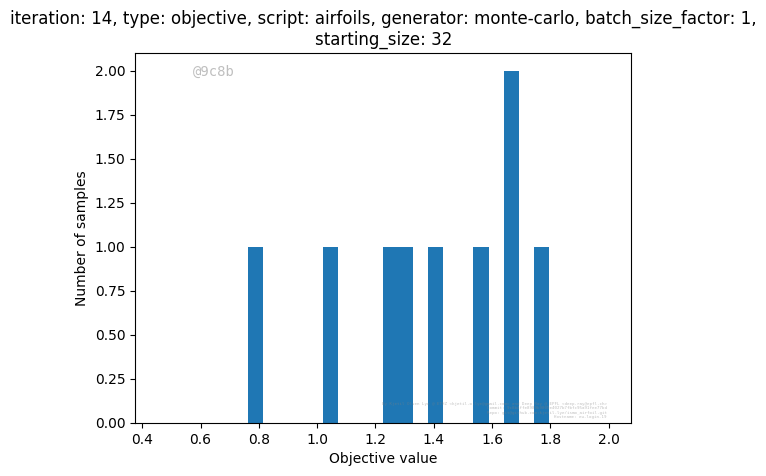 iteration: 14, type: objective, script: airfoils, generator: monte-carlo, batch_size_factor: 1,
starting_size: 32
@9c8b
2.00
1.75
1.50
1.25
1.00
0.75
0.50
0.25
0.00
Number of samples
0.4 0.6 0.8 1.0 1.2 1.4 1.6 1.8 2.0
Objective value